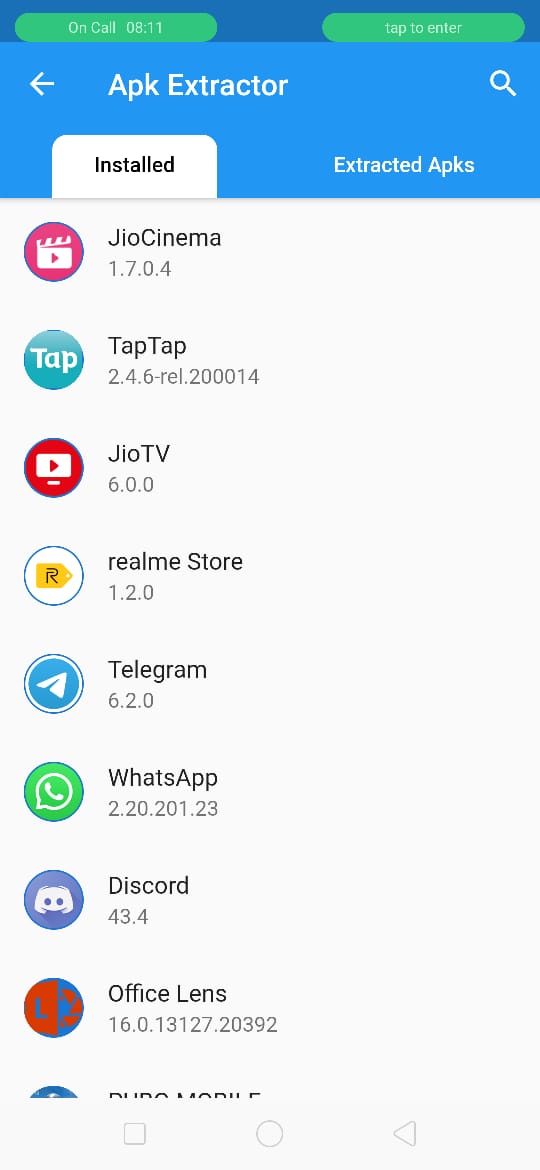 On Call 08:11
tap to enter
Apk Extractor
Installed
Extracted Apks
JioCinema
1.7.0.4
Tap
TapTap
2.4.6-rel.200014
JioTV
6.0.0
R
realme Store
1.2.0
Telegram
6.2.0
WhatsApp
2.20.201.23
Discord
43.4
L
Office Lens
16.0.13127.20392
PUBG MOBILE